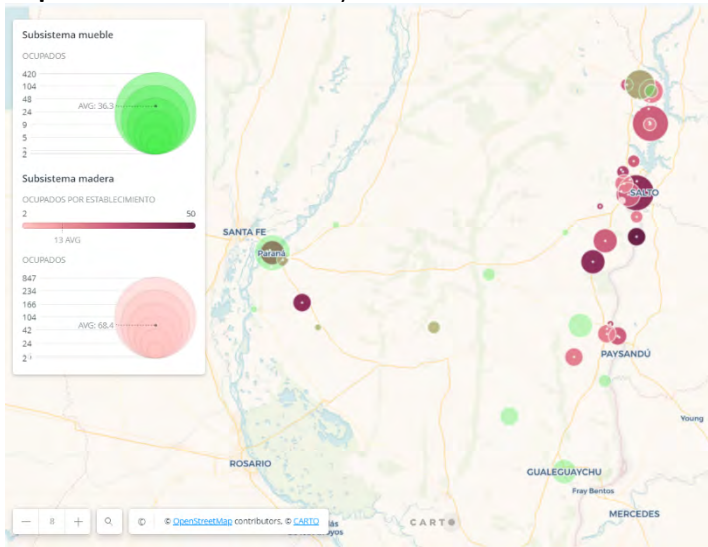 Subsistema mueble
OCUPADOS
420
104
48
24
9
5
2
AVG: 36.3
Subsistema madera
OCUPADOS POR ESTABLECIMIENTO
2 50
13 AVG
OCUPADOS
847
234
166
104
42
24
2
AVG: 68.4
SALTO
SANTA FE
Paraná
PAYSANDÚ
Young
ROSARIO
GUALEGUAYCHU
Fray Bentos
MERCEDES
8
© OpenStreetMap contributors, © CARTO
CARTO